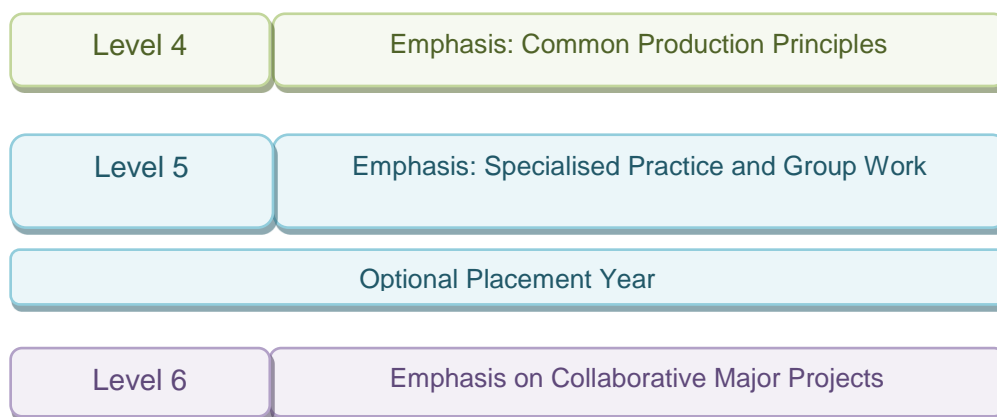 Level 4
Emphasis: Common Production Principles
Level 5
Emphasis: Specialised Practice and Group Work
Optional Placement Year
Level 6
Emphasis on Collaborative Major Projects